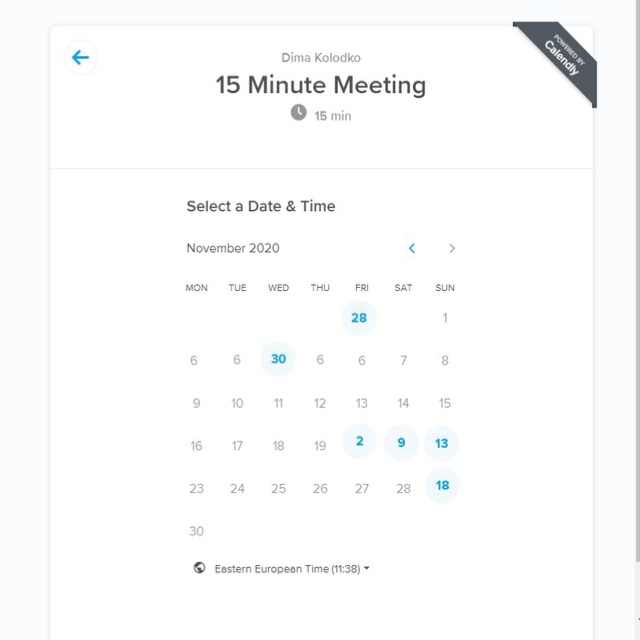 Dima Kolodko
POWERED BY
Calendly
15 Minute Meeting
15 min
Select a Date & Time
November 2020
MON TUE WED THU FRI SAT SUN
28 1
6 6 30 6 6 7 8
9 10 11 12 13 14 15
16 17 18 19 2 9 13
23 24 25 26 27 28 18
30
Eastern European Time (11:38)